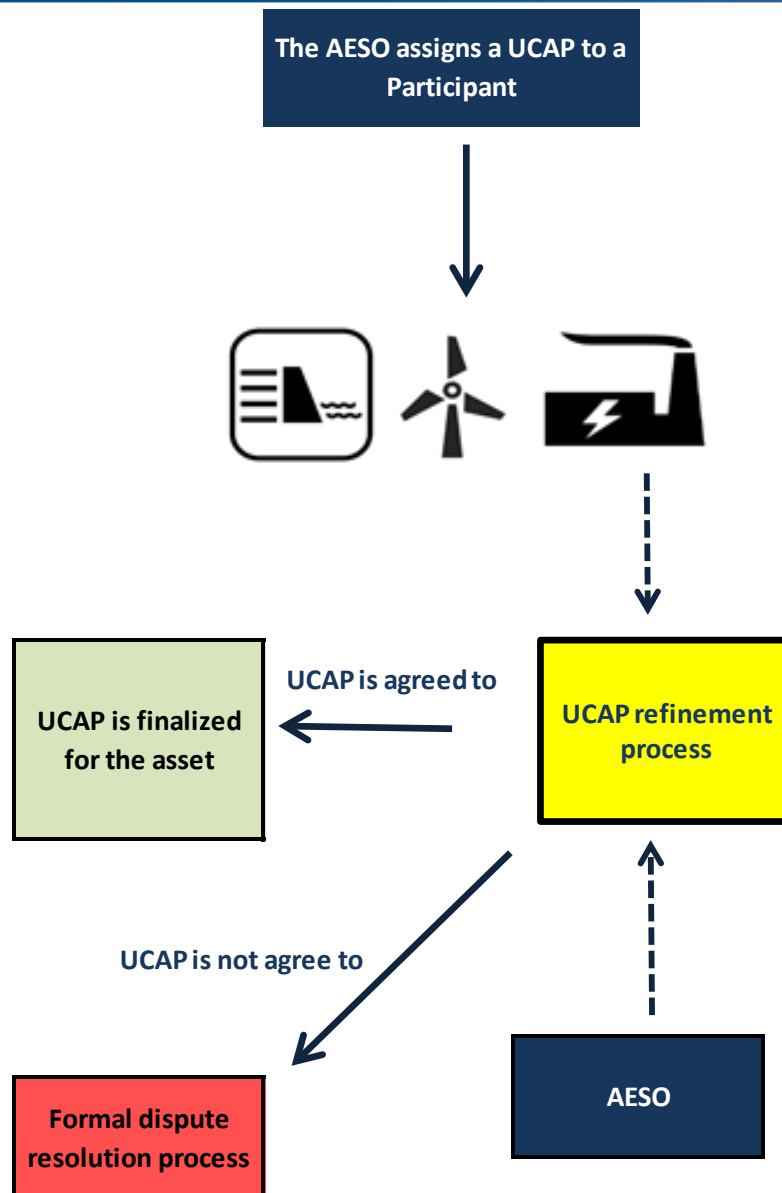 The AESO assigns a UCAP to a
Participant
UCAP is agreed to
UCAP is finalized
for the asset
UCAP refinement
process
UCAP is not agree to
AESO
Formal dispute
resolution process